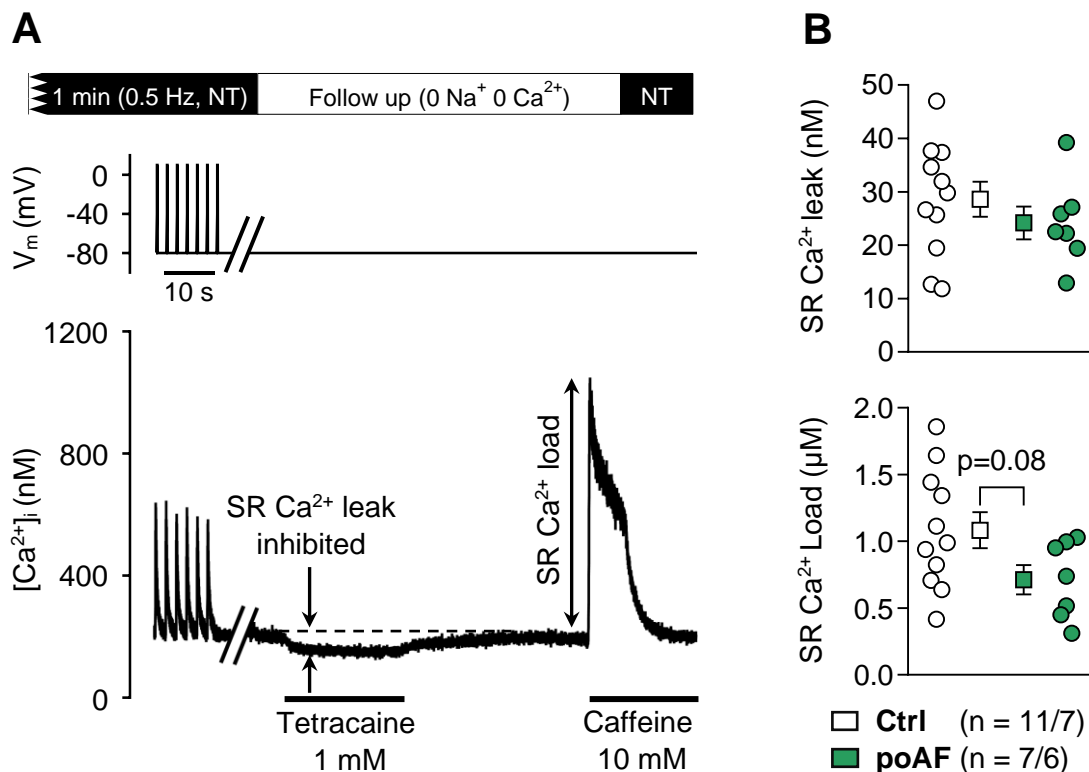 A
1 min (0.5 Hz, NT)
Follow up (0 Na⁺ 0 Ca²⁺)
NT
Vₘ (mV)
0
-40
-80
10 s
[Ca²⁺]ᵢ (nM)
1200
800
400
0
SR Ca²⁺ leak
inhibited
SR Ca²⁺ load
Tetracaine
1 mM
Caffeine
10 mM
B
SR Ca²⁺ leak (nM)
50
40
30
20
10
0
SR Ca²⁺ Load (μM)
2.0
1.5
1.0
0.5
0.0
p=0.08
Ctrl (n = 11/7)
poAF (n = 7/6)